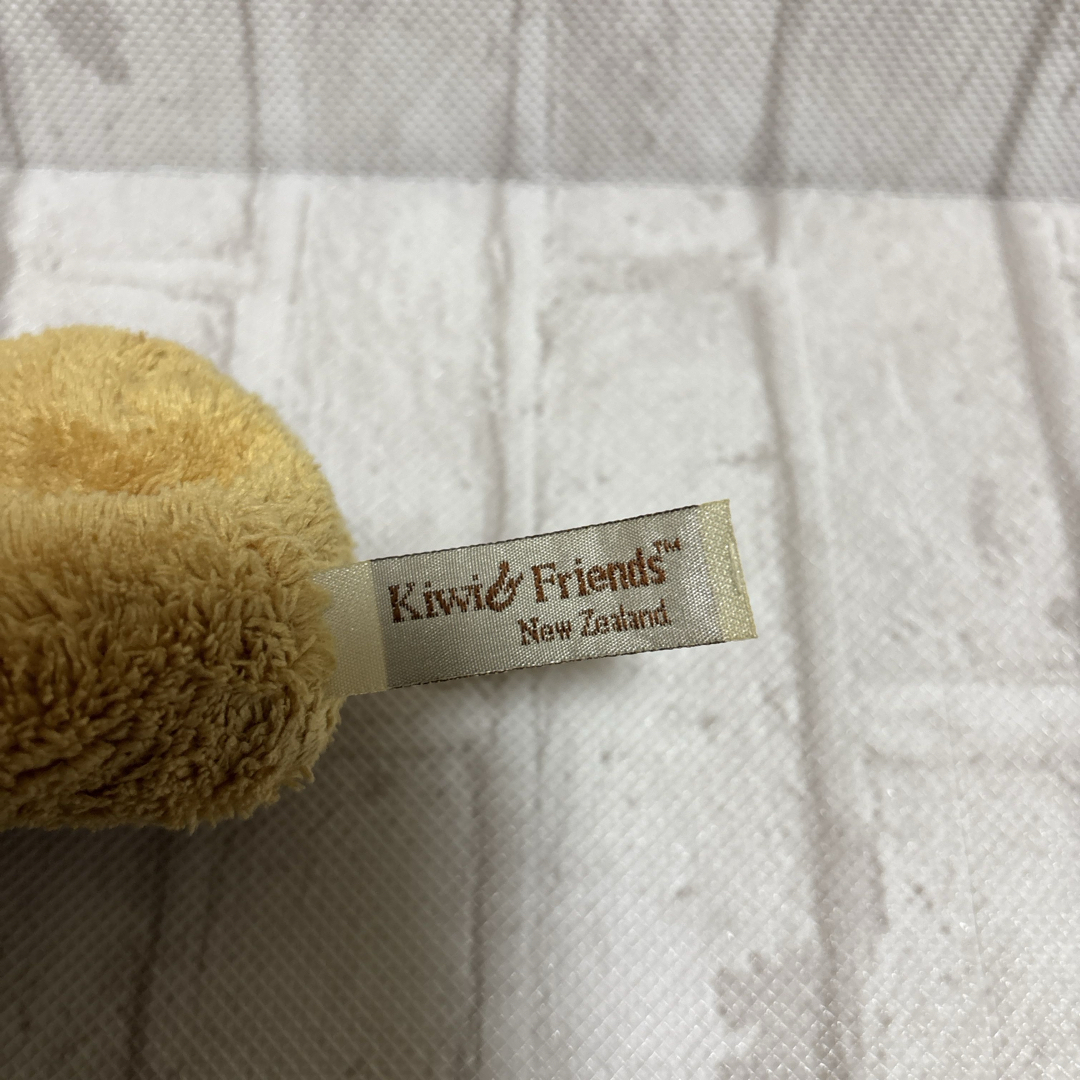 Kiwi & Friends™
New Zealand